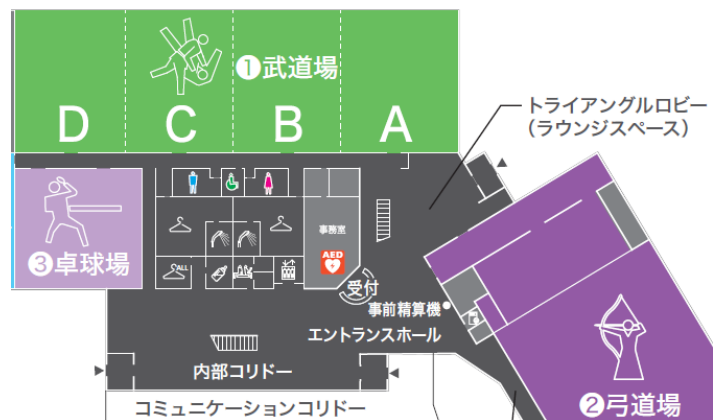 ❶武道場
D C B A
トライアングルロビー
（ラウンジスペース）
❸卓球場
ALL
事務室
AED
受付
事前精算機
エントランスホール
内部コリドー
コミュニケーションコリドー
❷弓道場